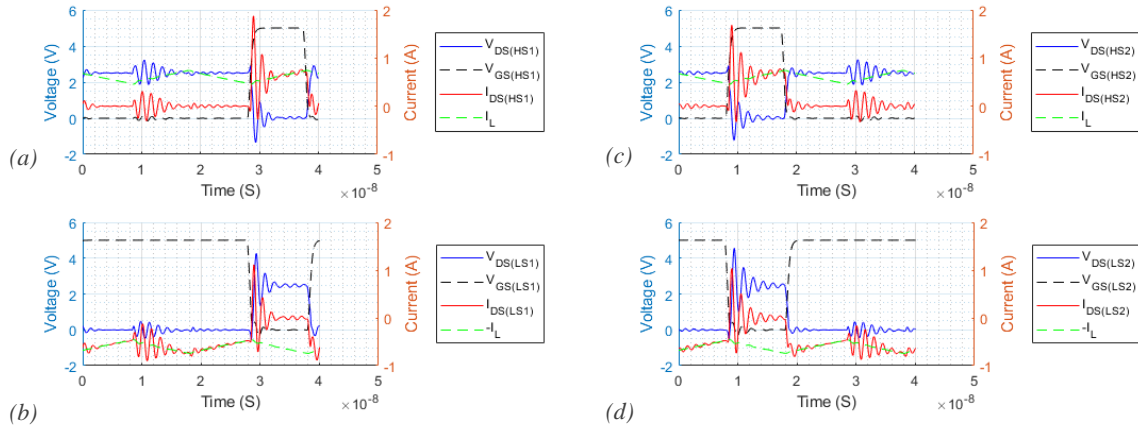 6
4
2
0
-2
Voltage (V)
2
1
0
-1
Current (A)
0 1 2 3 4 5
Time (S)
×10⁻⁸
V_DS(HS1)
V_GS(HS1)
I_DS(HS1)
I_L
(a)
6
4
2
0
-2
Voltage (V)
2
1
0
-1
Current (A)
0 1 2 3 4 5
Time (S)
×10⁻⁸
V_DS(HS2)
V_GS(HS2)
I_DS(HS2)
I_L
(c)
6
4
2
0
-2
Voltage (V)
2
1
0
-1
Current (A)
0 1 2 3 4 5
Time (S)
×10⁻⁸
V_DS(LS1)
V_GS(LS1)
I_DS(LS1)
-I_L
(b)
6
4
2
0
-2
Voltage (V)
2
1
0
-1
Current (A)
0 1 2 3 4 5
Time (S)
×10⁻⁸
V_DS(LS2)
V_GS(LS2)
I_DS(LS2)
-I_L
(d)